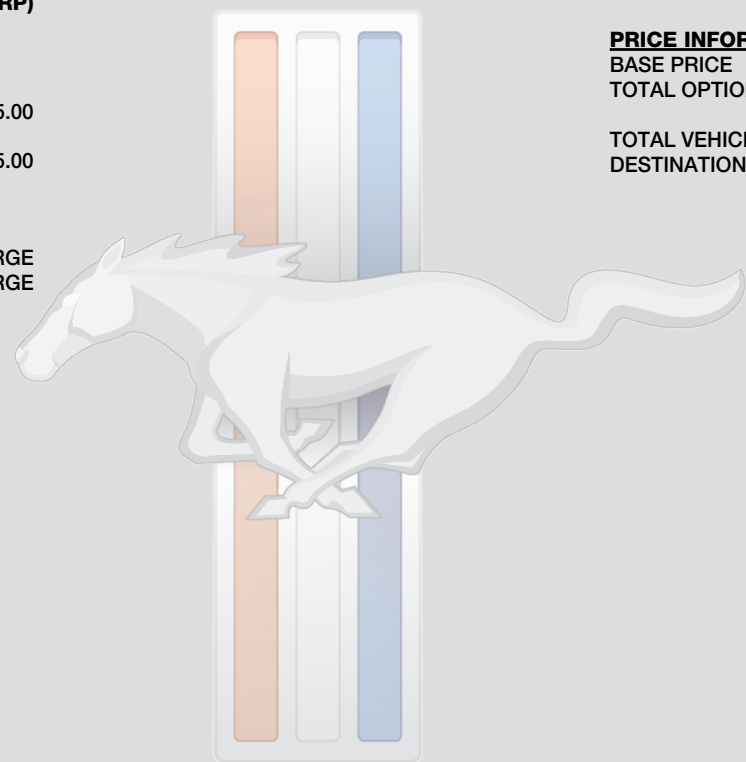 RP)
5.00
5.00
RGE
RGE
PRICE INFOR
BASE PRICE
TOTAL OPTIO
TOTAL VEHIC
DESTINATION